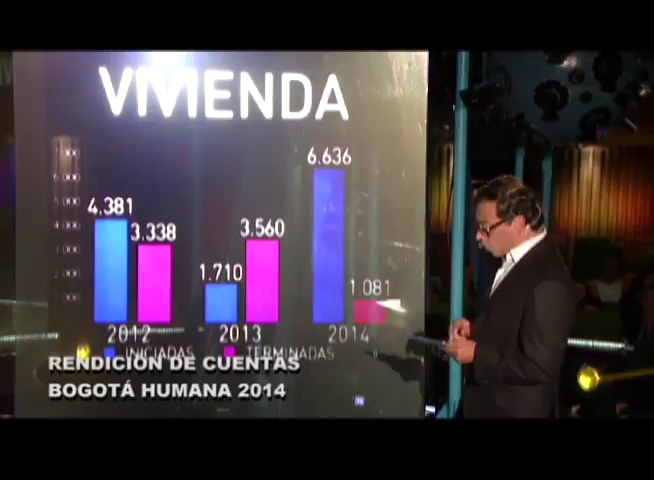 VIVIENDA
6.636
4.381
3.338
3.560
1.710
1.081
2012
2013
2014
INICIADAS
TERMINADAS
RENDICIÓN DE CUENTAS
BOGOTÁ HUMANA 2014